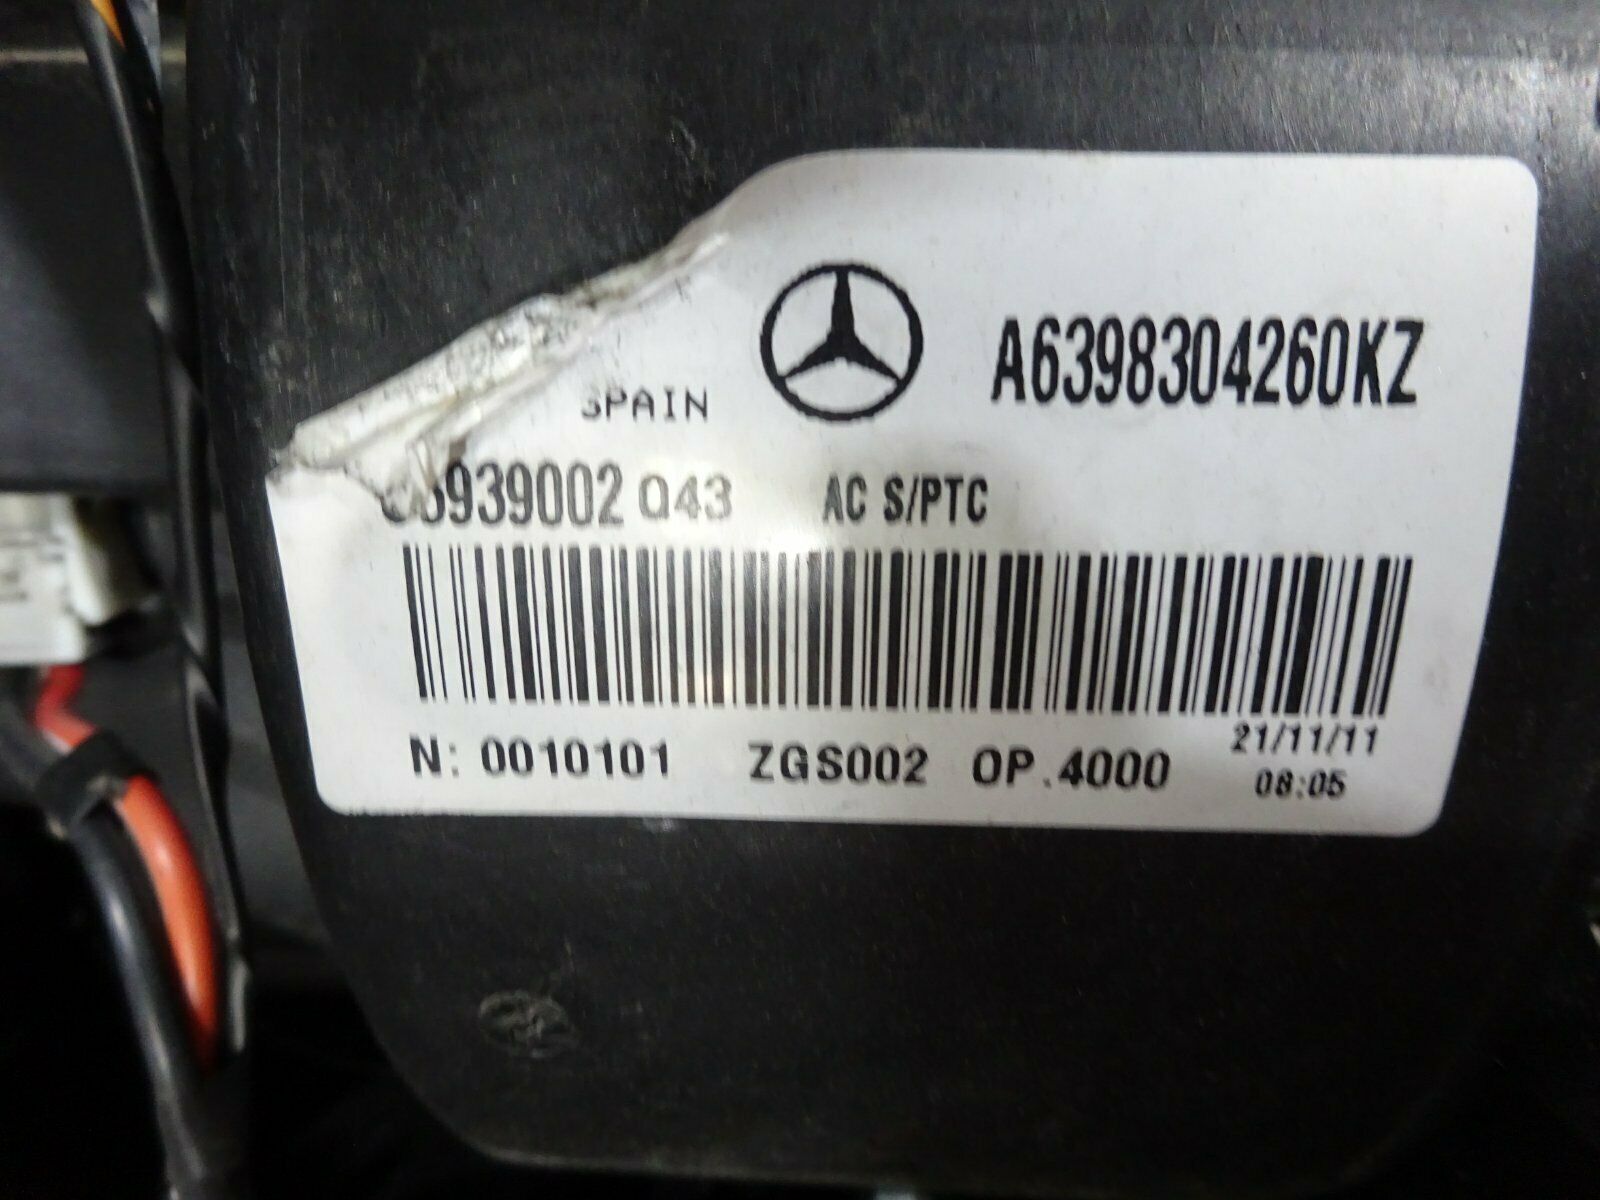 SPAIN
A6398304260KZ
Q43 AC S/PTC
N: 0010101 ZGS002 OP.4000
21/11/11
08:05